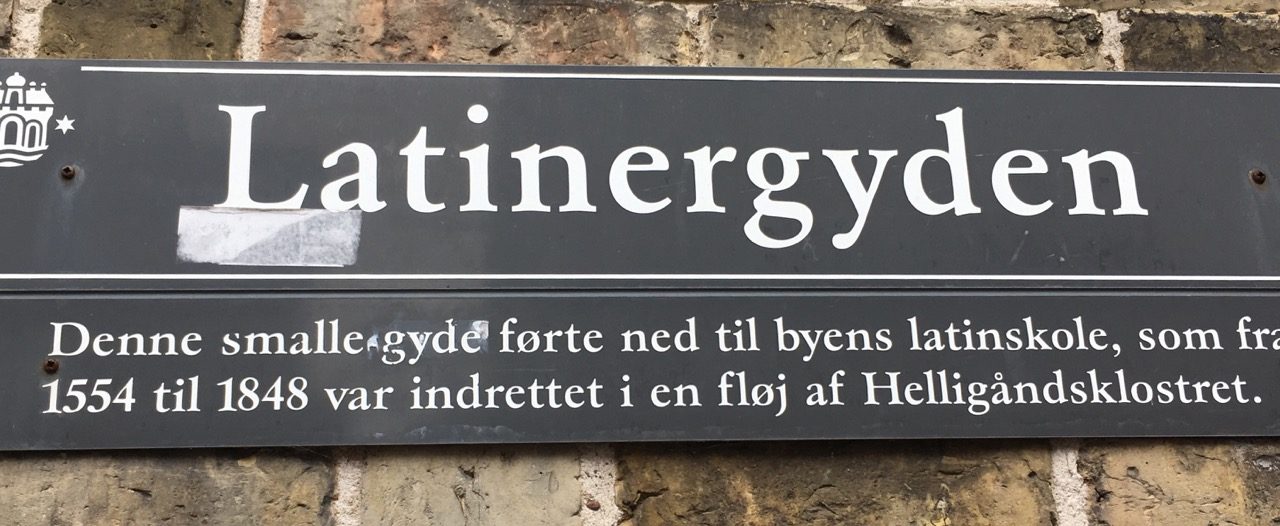 Latinergyden
Denne smalle gyde førte ned til byens latinskole, som fra
1554 til 1848 var indrettet i en fløj af Helligåndsklostret.